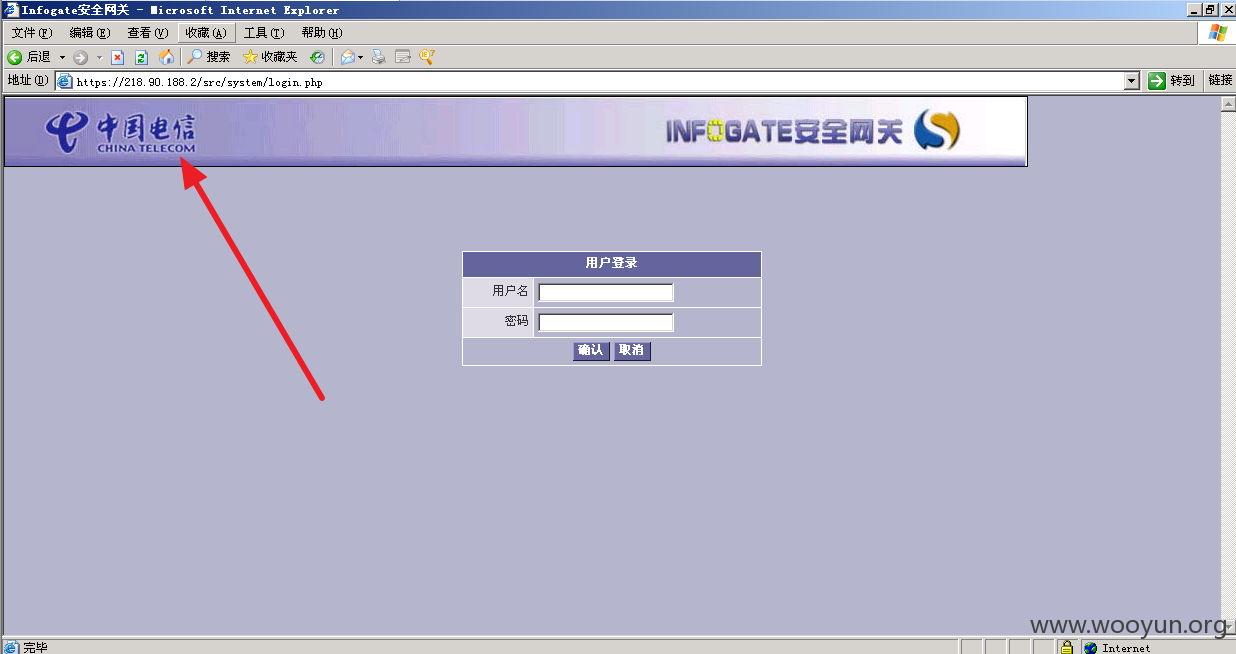 Infogate安全网关 - Microsoft Internet Explorer
文件(F) 编辑(E) 查看(V) 收藏(A) 工具(T) 帮助(H)
后退 搜索 收藏夹
地址(D) https://218.90.188.2/src/system/login.php 转到 链接
中国电信
CHINA TELECOM
INFOGATE安全网关
用户登录
用户名
密码
确认 取消
www.wooyun.org
完毕 Internet